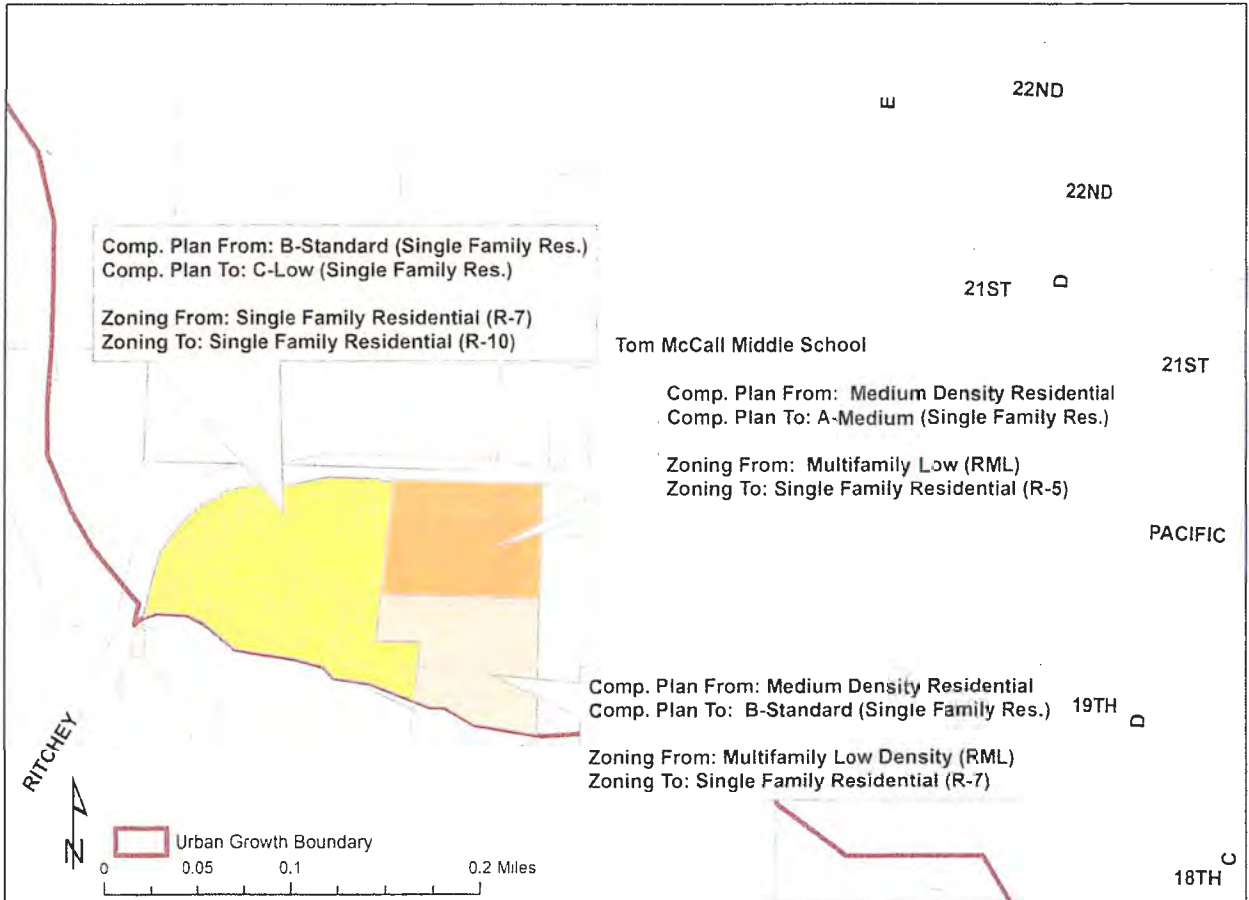 22ND
E
22ND
Comp. Plan From: B-Standard (Single Family Res.)
Comp. Plan To: C-Low (Single Family Res.)
Zoning From: Single Family Residential (R-7)
Zoning To: Single Family Residential (R-10)
21ST
D
Tom McCall Middle School
21ST
Comp. Plan From: Medium Density Residential
Comp. Plan To: A-Medium (Single Family Res.)
Zoning From: Multifamily Low (RML)
Zoning To: Single Family Residential (R-5)
PACIFIC
Comp. Plan From: Medium Density Residential
Comp. Plan To: B-Standard (Single Family Res.)
19TH
D
Zoning From: Multifamily Low Density (RML)
Zoning To: Single Family Residential (R-7)
RITCHEY
N
Urban Growth Boundary
0 0.05 0.1 0.2 Miles
18TH
C